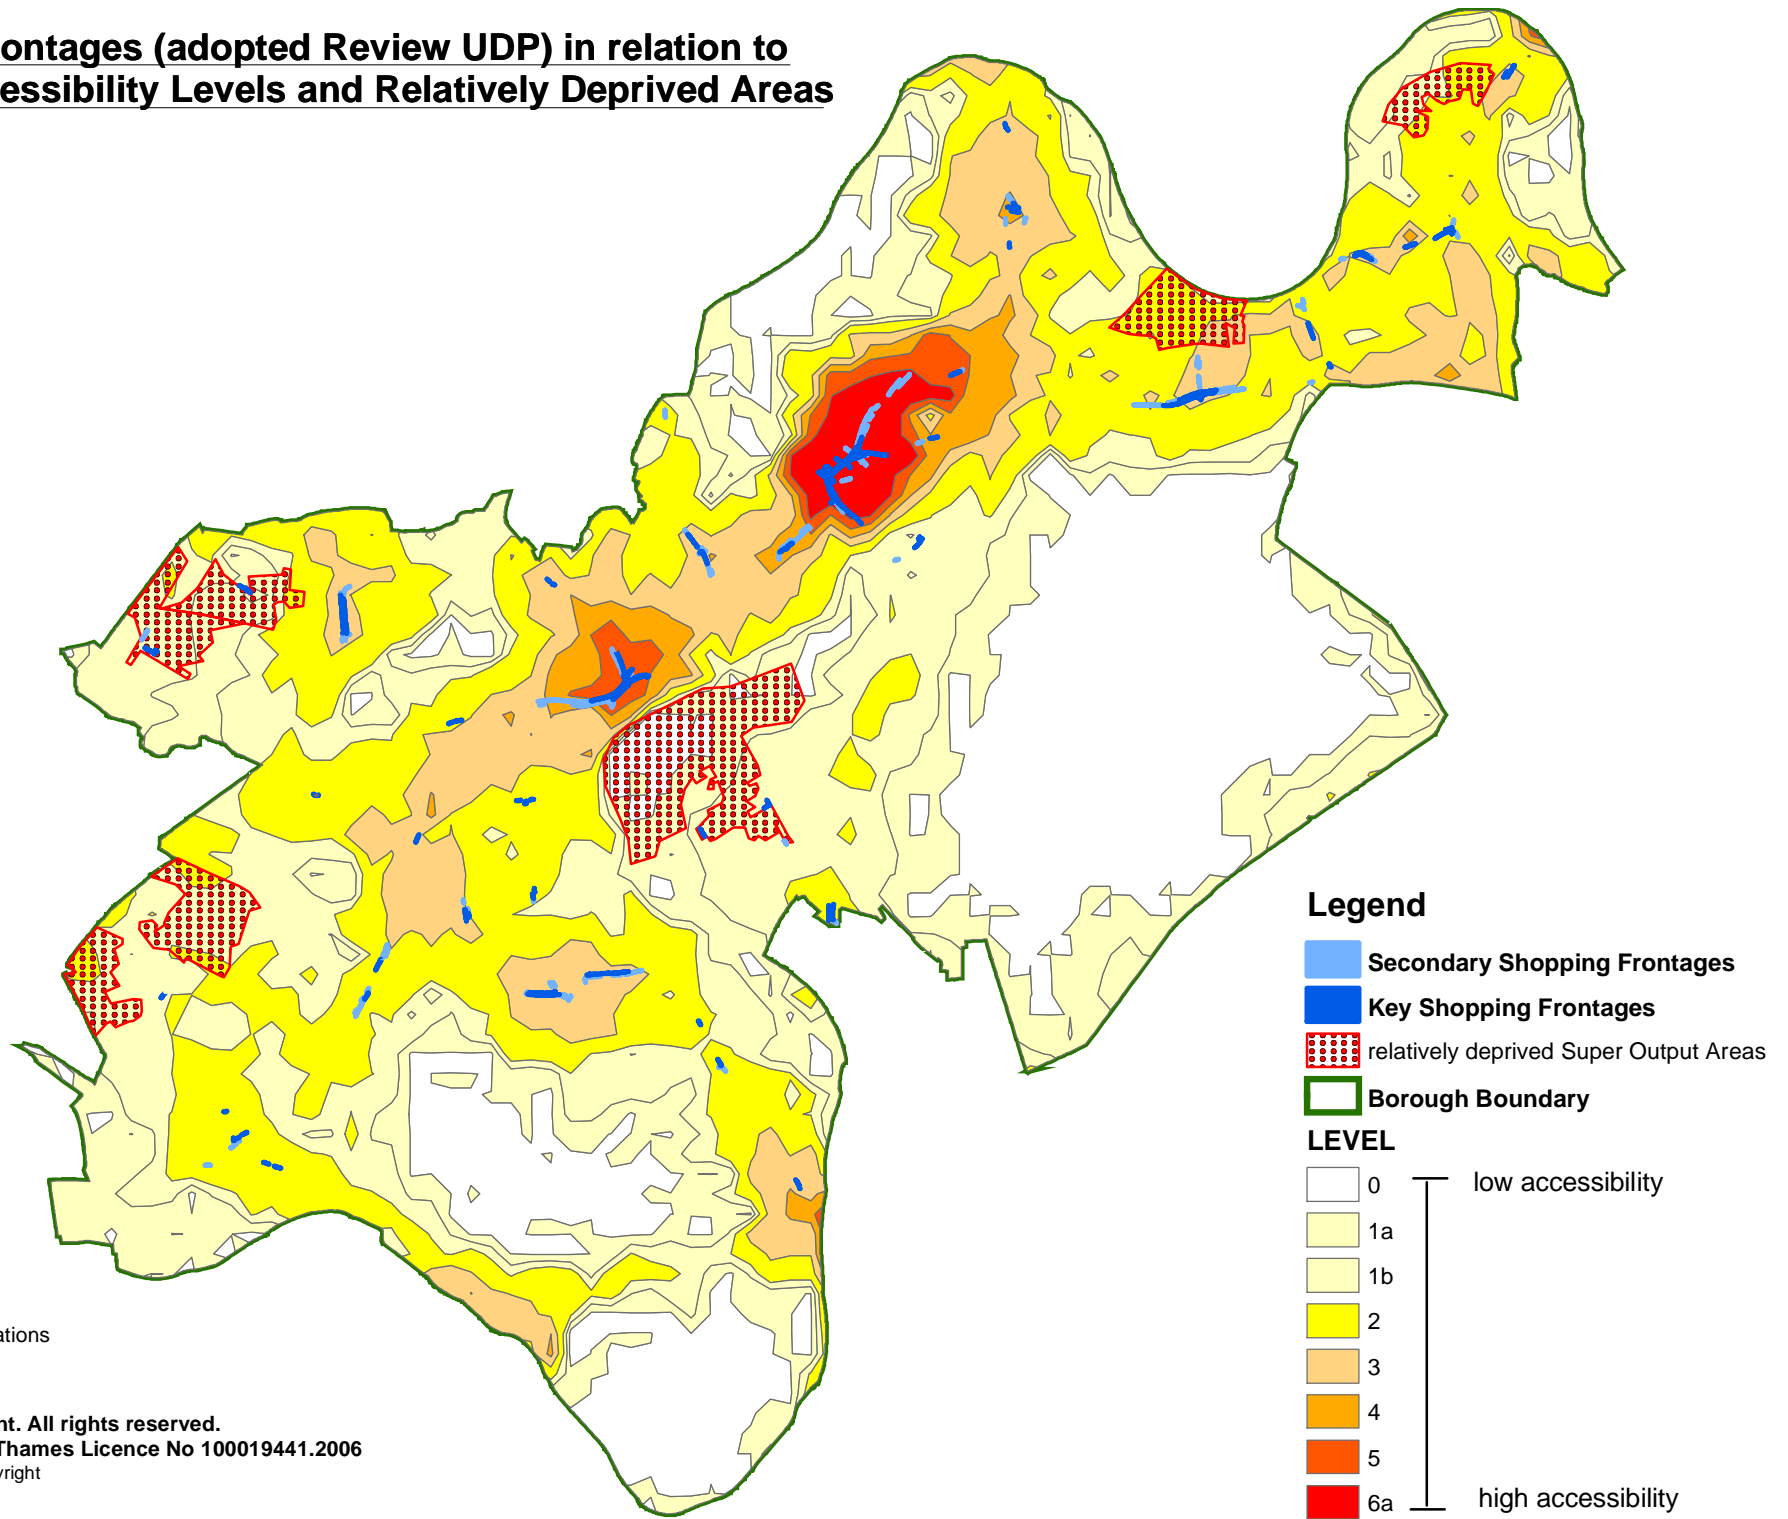 ontages (adopted Review UDP) in relation to
essibility Levels and Relatively Deprived Areas
Legend
Secondary Shopping Frontages
Key Shopping Frontages
relatively deprived Super Output Areas
Borough Boundary
LEVEL
0 low accessibility
1a
1b
2
3
4
5
6a high accessibility
ations
nt. All rights reserved.
Thames Licence No 100019441.2006
yright